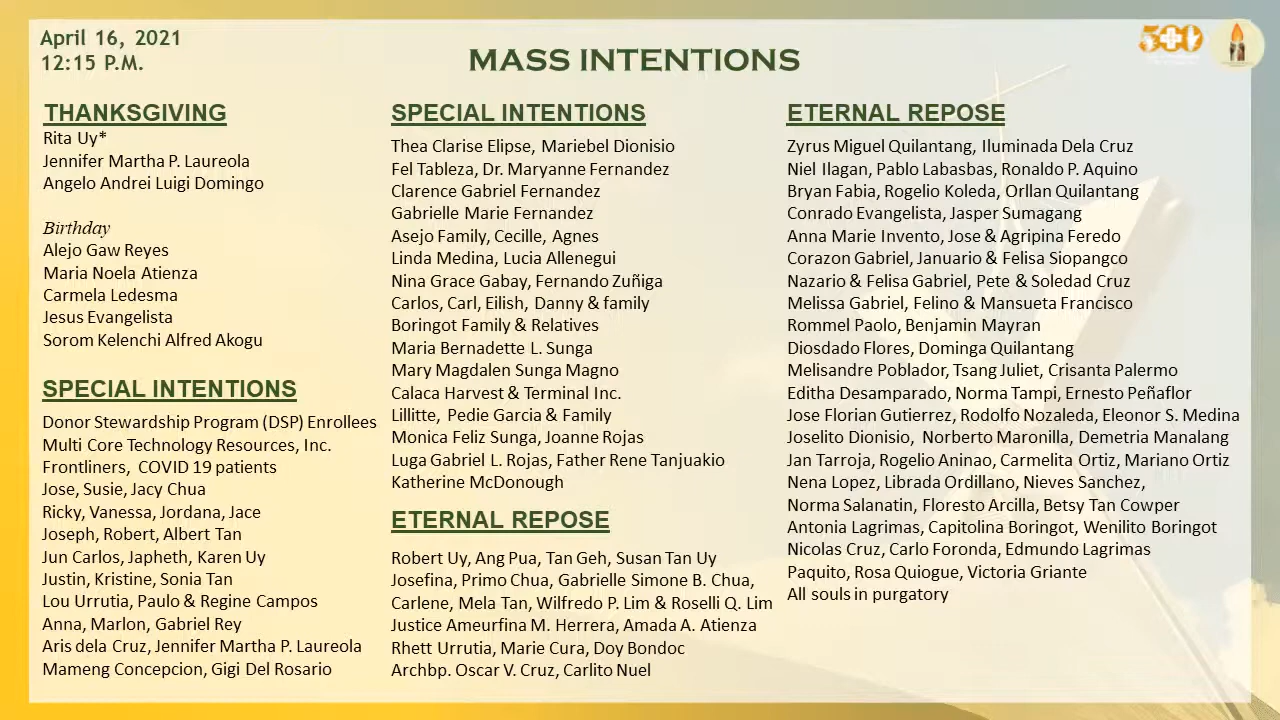 April 16, 2021
12:15 P.M.
MASS INTENTIONS
500
THANKSGIVING
Rita Uy*
Jennifer Martha P. Laureola
Angelo Andrei Luigi Domingo
Birthday
Alejo Gaw Reyes
Maria Noela Atienza
Carmela Ledesma
Jesus Evangelista
Sorom Kelenchi Alfred Akogu
SPECIAL INTENTIONS
Donor Stewardship Program (DSP) Enrollees
Multi Core Technology Resources, Inc.
Frontliners, COVID 19 patients
Jose, Susie, Jacy Chua
Ricky, Vanessa, Jordana, Jace
Joseph, Robert, Albert Tan
Jun Carlos, Japheth, Karen Uy
Justin, Kristine, Sonia Tan
Lou Urrutia, Paulo & Regine Campos
Anna, Marlon, Gabriel Rey
Aris dela Cruz, Jennifer Martha P. Laureola
Mameng Concepcion, Gigi Del Rosario
SPECIAL INTENTIONS
Thea Clarise Elipse, Mariebel Dionisio
Fel Tableza, Dr. Maryanne Fernandez
Clarence Gabriel Fernandez
Gabrielle Marie Fernandez
Asejo Family, Cecille, Agnes
Linda Medina, Lucia Allenegui
Nina Grace Gabay, Fernando Zuñiga
Carlos, Carl, Eilish, Danny & family
Boringot Family & Relatives
Maria Bernadette L. Sunga
Mary Magdalen Sunga Magno
Calaca Harvest & Terminal Inc.
Lillitte, Pedie Garcia & Family
Monica Feliz Sunga, Joanne Rojas
Luga Gabriel L. Rojas, Father Rene Tanjuakio
Katherine McDonough
ETERNAL REPOSE
Robert Uy, Ang Pua, Tan Geh, Susan Tan Uy
Josefina, Primo Chua, Gabrielle Simone B. Chua,
Carlene, Mela Tan, Wilfredo P. Lim & Roselli Q. Lim
Justice Ameurfina M. Herrera, Amada A. Atienza
Rhett Urrutia, Marie Cura, Doy Bondoc
Archbp. Oscar V. Cruz, Carlito Nuel
ETERNAL REPOSE
Zyrus Miguel Quilantang, Iluminada Dela Cruz
Niel Ilagan, Pablo Labasbas, Ronaldo P. Aquino
Bryan Fabia, Rogelio Koleda, Orllan Quilantang
Conrado Evangelista, Jasper Sumagang
Anna Marie Invento, Jose & Agripina Feredo
Corazon Gabriel, Januario & Felisa Siopangco
Nazario & Felisa Gabriel, Pete & Soledad Cruz
Melissa Gabriel, Felino & Mansueta Francisco
Rommel Paolo, Benjamin Mayran
Diosdado Flores, Dominga Quilantang
Melisandre Poblador, Tsang Juliet, Crisanta Palermo
Editha Desamparado, Norma Tampi, Ernesto Peñaflor
Jose Florian Gutierrez, Rodolfo Nozaleda, Eleonor S. Medina
Joselito Dionisio, Norberto Maronilla, Demetria Manalang
Jan Tarroja, Rogelio Aninao, Carmelita Ortiz, Mariano Ortiz
Nena Lopez, Librada Ordillano, Nieves Sanchez,
Norma Salanatin, Floresto Arcilla, Betsy Tan Cowper
Antonia Lagrimas, Capitolina Boringot, Wenilito Boringot
Nicolas Cruz, Carlo Foronda, Edmundo Lagrimas
Paquito, Rosa Quiogue, Victoria Griante
All souls in purgatory